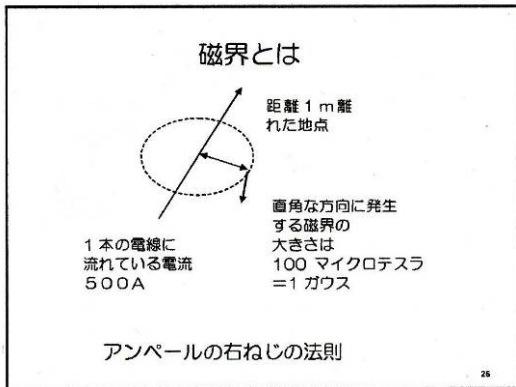 磁界とは
距離１ｍ離
れた地点
直角な方向に発生
する磁界の
大きさは
100 マイクロテスラ
＝1 ガウス
１本の電線に
流れている電流
５００Ａ
アンペールの右ねじの法則
26